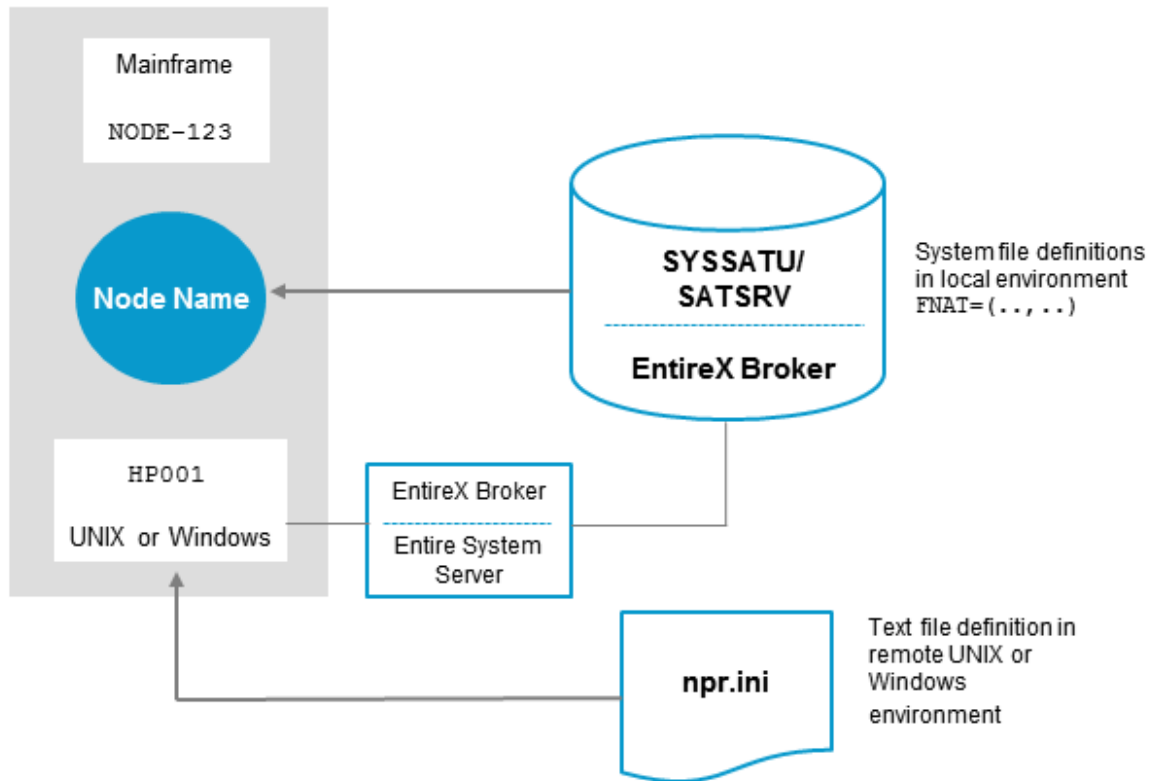 Mainframe
NODE-123
Node Name
HP001
UNIX or Windows
EntireX Broker
Entire System
Server
SYSSATU/
SATSRV
EntireX Broker
System file definitions
in local environment
FNAT=(..,..)
npr.ini
Text file definition in
remote UNIX or
Windows
environment